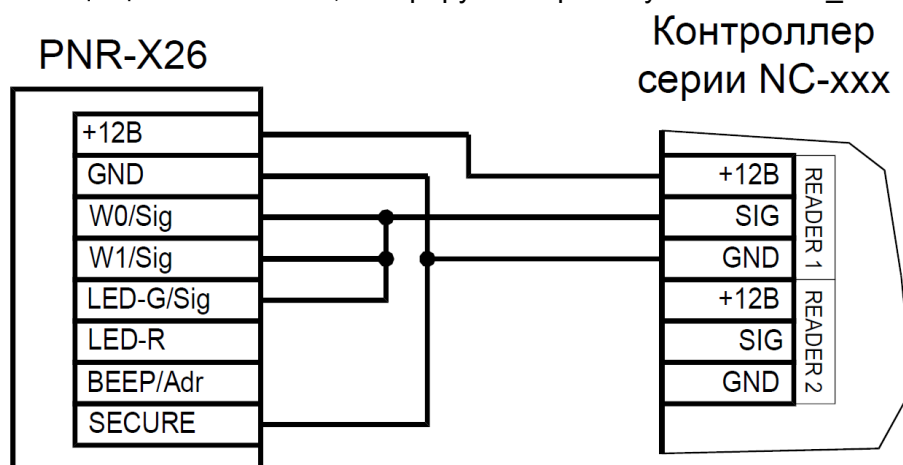 PNR-X26
Контроллер
серии NC-xxx
+12В
GND
W0/Sig
W1/Sig
LED-G/Sig
LED-R
BEEP/Adr
SECURE
+12В
SIG
GND
READER 1
+12В
SIG
GND
READER 2